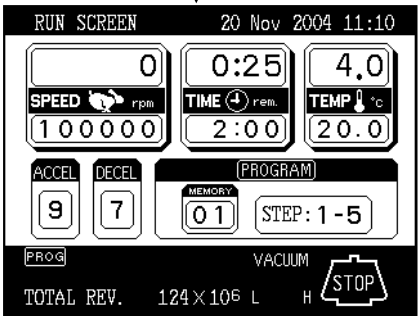 RUN SCREEN 20 Nov 2004 11:10
0 0:25 4.0
SPEED rpm TIME rem. TEMP °c
100000 2:00 20.0
ACCEL DECEL PROGRAM
MEMORY
9 7 01 STEP:1-5
PROG VACUUM
STOP
TOTAL REV. 124×10⁶ L H